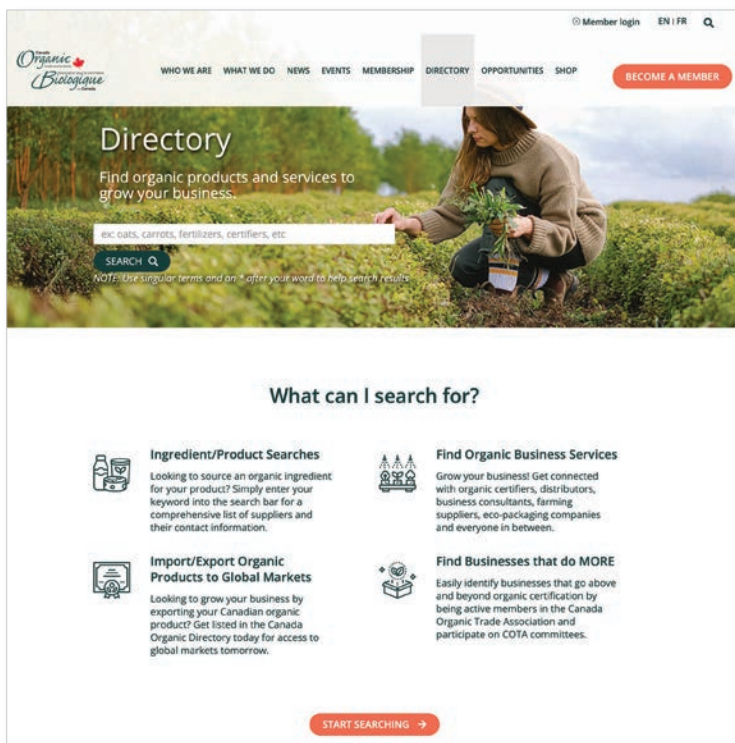 Member login EN | FR
Canada
Organic
Biologique
Canada
WHO WE ARE WHAT WE DO NEWS EVENTS MEMBERSHIP DIRECTORY OPPORTUNITIES SHOP
BECOME A MEMBER
Directory
Find organic products and services to
grow your business.
ex: oats, carrots, fertilizers, certifiers, etc
SEARCH
NOTE: Use singular terms and an * after your word to help search results
What can I search for?
Ingredient/Product Searches
Looking to source an organic ingredient
for your product? Simply enter your
keyword into the search bar for a
comprehensive list of suppliers and
their contact information.
Find Organic Business Services
Grow your business! Get connected
with organic certifiers, distributors,
business consultants, farming
suppliers, eco-packaging companies
and everyone in between.
Import/Export Organic
Products to Global Markets
Looking to grow your business by
exporting your Canadian organic
product? Get listed in the Canada
Organic Directory today for access to
global markets tomorrow.
Find Businesses that do MORE
Easily identify businesses that go above
and beyond organic certification by
being active members in the Canada
Organic Trade Association and
participate on COTA committees.
START SEARCHING